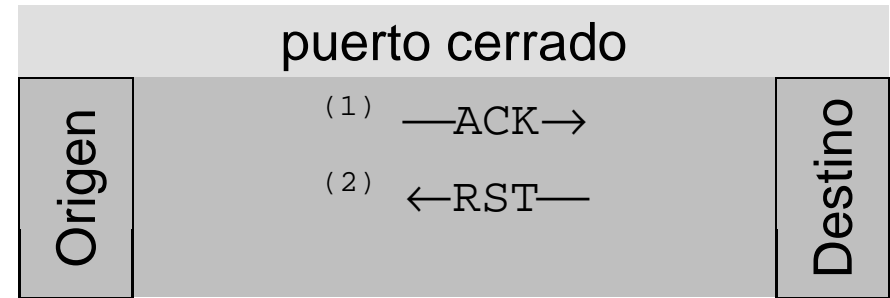 puerto cerrado
Origen
(1) —ACK→
(2) ←RST—
Destino